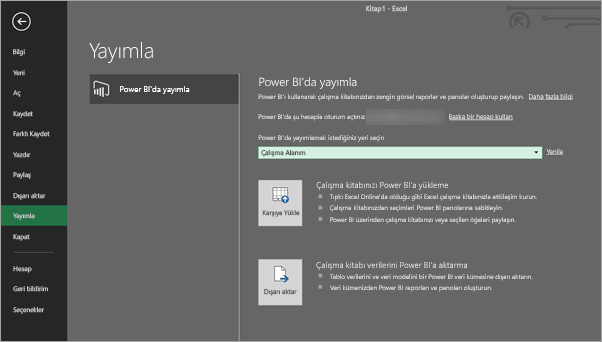 Kitap1 - Excel
Yayımla
Bilgi
Yeni
Aç
Kaydet
Farklı Kaydet
Yazdır
Paylaş
Dışarı aktar
Yayımla
Kapat
Hesap
Geri bildirim
Seçenekler
Power BI'da yayımla
Power BI'da yayımla
Power BI'ı kullanarak çalışma kitabınızdan zengin görsel raporlar ve panolar oluşturup paylaşın. Daha fazla bilgi
Power BI'de şu hesapla oturum açtınız: Başka bir hesap kullan
Power BI'de yayımlamak istediğiniz yeri seçin
Çalışma Alanım Yenile
Karşıya Yükle
Çalışma kitabınızı Power BI'a yükleme
Tıpkı Excel Online'da olduğu gibi Excel çalışma kitabınızla etkileşim kurun.
Çalışma kitabınızdan seçimleri Power BI panolarına sabitleyin.
Power BI üzerinden çalışma kitabınızı veya seçilen öğeleri paylaşın.
Dışarı aktar
Çalışma kitabı verilerini Power BI'a aktarma
Tablo verilerini ve veri modelini bir Power BI veri kümesine dışarı aktarın.
Veri kümenizden Power BI raporları ve panoları oluşturun.